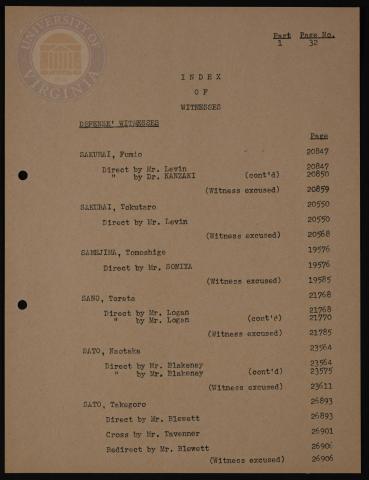 UNIVERSITY OF VIRGINIA
Part Page No.
1 32
INDEX
OF
WITNESSES
DEFENSE' WITNESSES
Page
SAKURAI, Fumio 20847
Direct by Mr. Levin 20847
" by Dr. KANZAKI (cont'd) 20850
(Witness excused) 20859
SAKURAI, Tokutaro 20550
Direct by Mr. Levin 20550
(Witness excused) 20568
SAMEJIMA, Tomoshige 19576
Direct by Mr. SOMIYA 19576
(Witness excused) 19585
SANO, Torata 21768
Direct by Mr. Logan 21768
" by Mr. Logan (cont'd) 21770
(Witness excused) 21785
SATO, Naotake 23564
Direct by Mr. Blakeney 23564
" by Mr. Blakeney (cont'd) 23575
(Witness excused) 23611
SATO, Takegoro 26893
Direct by Mr. Blewett 26893
Cross by Mr. Tavenner 26901
Redirect by Mr. Blewett 26906
(Witness excused) 26906